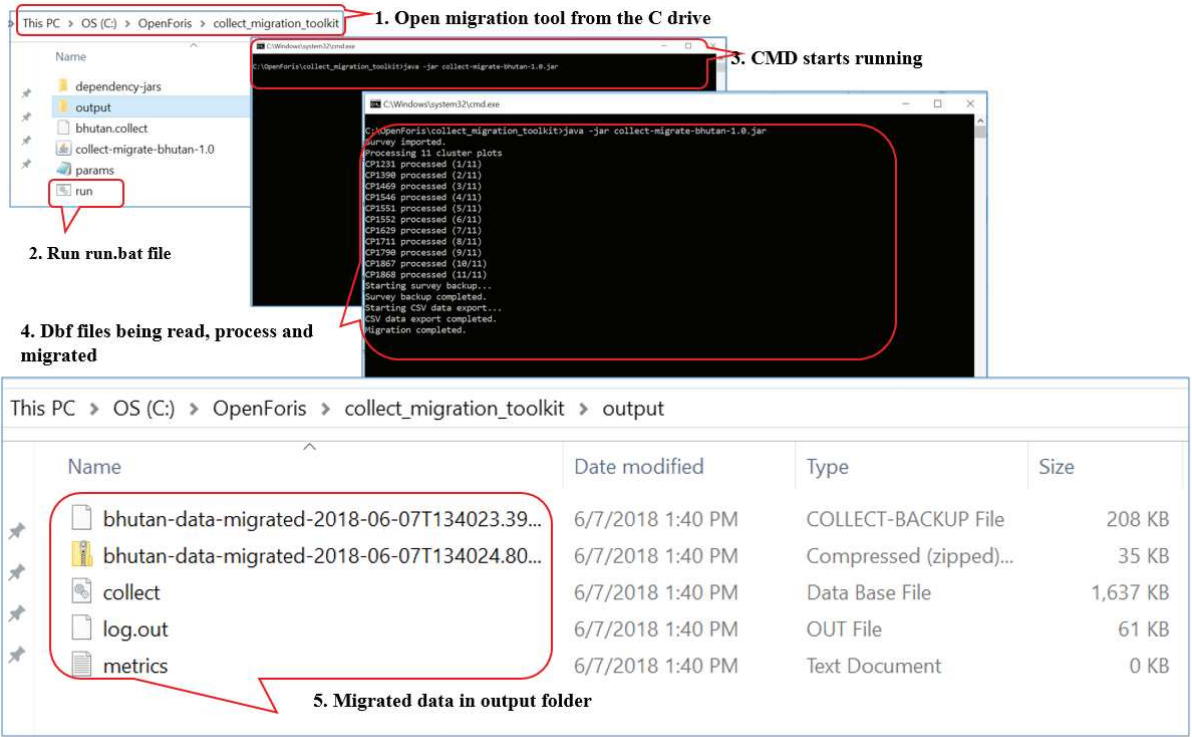 This PC > OS (C:) > OpenForis > collect_migration_toolkit
1. Open migration tool from the C drive
Name
dependency-jars
output
bhutan.collect
collect-migrate-bhutan-1.0
params
run
2. Run run.bat file
C:\Windows\system32\cmd.exe
C:\OpenForis\collect_migration_toolkit>java -jar collect-migrate-bhutan-1.0.jar
3. CMD starts running
C:\Windows\system32\cmd.exe
C:\OpenForis\collect_migration_toolkit>java -jar collect-migrate-bhutan-1.0.jar
Survey imported.
Processing 11 cluster plots
CP1231 processed (1/11)
CP1390 processed (2/11)
CP1469 processed (3/11)
CP1546 processed (4/11)
CP1551 processed (5/11)
CP1552 processed (6/11)
CP1629 processed (7/11)
CP1711 processed (8/11)
CP1790 processed (9/11)
CP1867 processed (10/11)
CP1868 processed (11/11)
Starting survey backup...
Survey backup completed.
Starting CSV data export...
CSV data export completed.
Migration completed.
4. Dbf files being read, process and
migrated
This PC > OS (C:) > OpenForis > collect_migration_toolkit > output
Name Date modified Type Size
bhutan-data-migrated-2018-06-07T134023.39... 6/7/2018 1:40 PM COLLECT-BACKUP File 208 KB
bhutan-data-migrated-2018-06-07T134024.80... 6/7/2018 1:40 PM Compressed (zipped)... 35 KB
collect 6/7/2018 1:40 PM Data Base File 1,637 KB
log.out 6/7/2018 1:40 PM OUT File 61 KB
metrics 6/7/2018 1:40 PM Text Document 0 KB
5. Migrated data in output folder